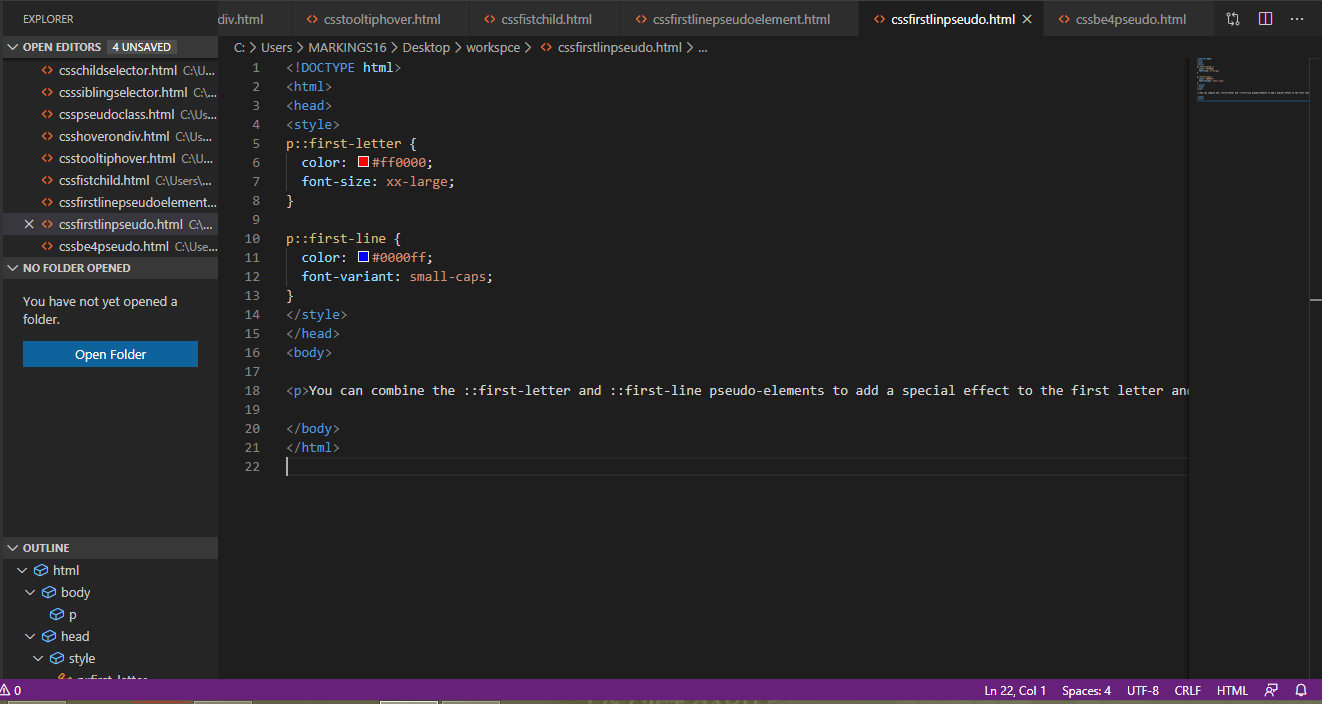 EXPLORER
div.html
csstooltiphover.html
cssfistchild.html
cssfirstlinepseudoelement.html
cssfirstlinpseudo.html
cssbe4pseudo.html
OPEN EDITORS 4 UNSAVED
C: > Users > MARKINGS16 > Desktop > workspce > cssfirstlinpseudo.html > ...
csschildselector.html C:\U...
csssiblingselector.html C:\...
csspseudoclass.html C:\Us...
csshoverondiv.html C:\Us...
csstooltiphover.html C:\U...
cssfistchild.html C:\Users\...
cssfirstlinepseudoelement...
cssfirstlinpseudo.html C:\...
cssbe4pseudo.html C:\Use...
NO FOLDER OPENED
You have not yet opened a
folder.
Open Folder
OUTLINE
html
body
p
head
style
1 <!DOCTYPE html>
2 <html>
3 <head>
4 <style>
5 p::first-letter {
6 color: #ff0000;
7 font-size: xx-large;
8 }
9
10 p::first-line {
11 color: #0000ff;
12 font-variant: small-caps;
13 }
14 </style>
15 </head>
16 <body>
17
18 <p>You can combine the ::first-letter and ::first-line pseudo-elements to add a special effect to the first letter and
19
20 </body>
21 </html>
22
0
Ln 22, Col 1 Spaces: 4 UTF-8 CRLF HTML